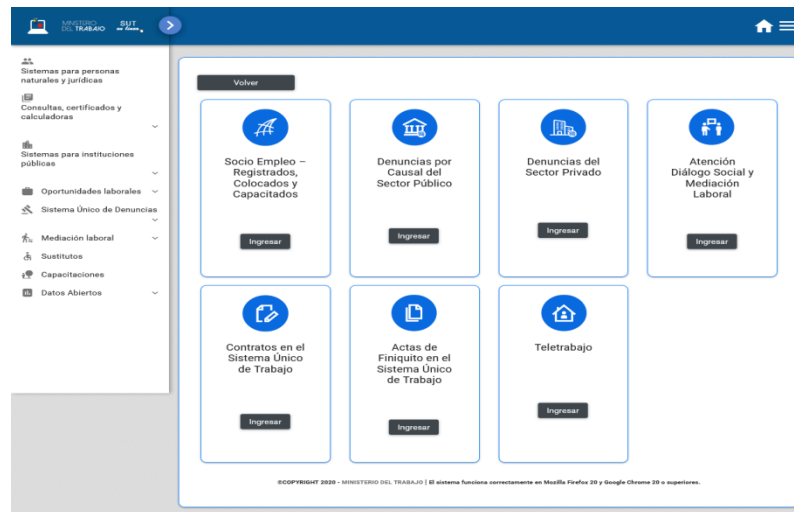 MINISTERIO
DEL TRABAJO
SUT
en línea
Sistemas para personas
naturales y jurídicas
Consultas, certificados y
calculadoras
Sistemas para instituciones
públicas
Oportunidades laborales
Sistema Único de Denuncias
Mediación laboral
Sustitutos
Capacitaciones
Datos Abiertos
Volver
Socio Empleo –
Registrados,
Colocados y
Capacitados
Ingresar
Denuncias por
Causal del
Sector Público
Ingresar
Denuncias del
Sector Privado
Ingresar
Atención
Diálogo Social y
Mediación
Laboral
Ingresar
Contratos en el
Sistema Único
de Trabajo
Ingresar
Actas de
Finiquito en el
Sistema Único
de Trabajo
Ingresar
Teletrabajo
Ingresar
©COPYRIGHT 2020 - MINISTERIO DEL TRABAJO | El sistema funciona correctamente en Mozilla Firefox 20 y Google Chrome 20 o superiores.